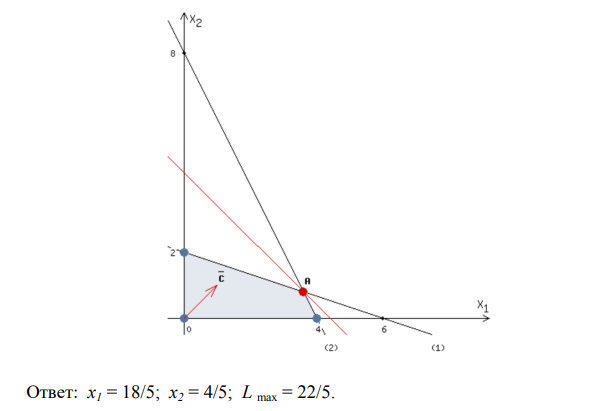 X2
8
2
c
A
X1
0
4
6
(2)
(1)
Ответ: x1 = 18/5; x2 = 4/5; L max = 22/5.